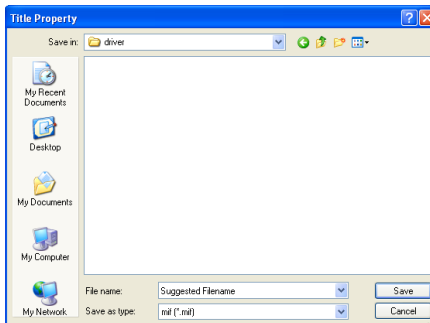 Title Property
Save in: driver
My Recent
Documents
Desktop
My Documents
My Computer
My Network
File name: Suggested Filename Save
Save as type: mif (*.mif) Cancel